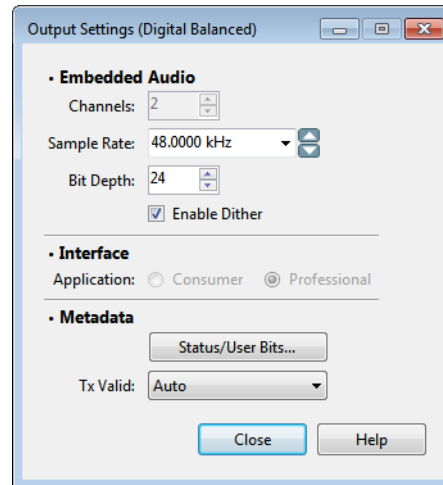 Output Settings (Digital Balanced)
• Embedded Audio
Channels: 2
Sample Rate: 48.0000 kHz
Bit Depth: 24
Enable Dither
• Interface
Application: Consumer Professional
• Metadata
Status/User Bits...
Tx Valid: Auto
Close Help